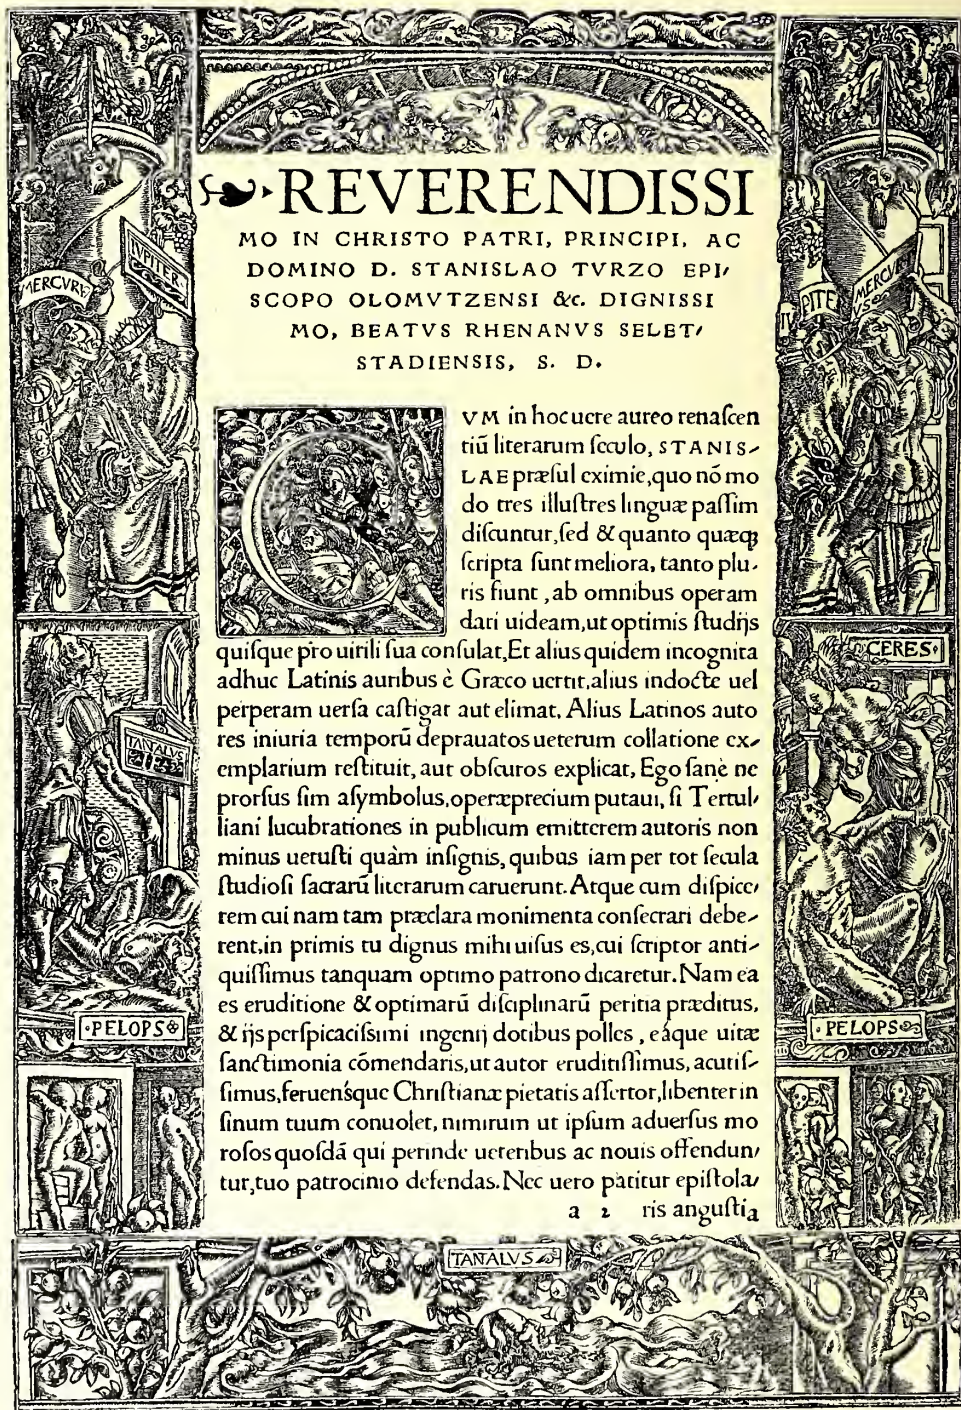 REVERENDISSI
MO IN CHRISTO PATRI, PRINCIPI, AC
DOMINO D. STANISLAO TVRZO EPI/
SCOPO OLOMVTZENSI &c. DIGNISSI
MO, BEATVS RHENANVS SELET/
STADIENSIS, S. D.
CVM in hoc uere aureo renaſcen
tiū literarum ſeculo, STANIS/
LAE præſul eximie, quo nō mo
do tres illuſtres linguæ paſſim
diſcuntur, ſed & quanto quæqꝫ
ſcripta ſunt meliora, tanto plu/
ris fiunt, ab omnibus operam
dari uideam, ut optimis ſtudijs
quiſque pro uirili ſua conſulat, Et alius quidem incognita
adhuc Latinis auribus è Græco uertit, alius indocte uel
perperam uerſa caſtigat aut elimat. Alius Latinos auto
res iniuria temporū deprauatos ueterum collatione ex/
emplarium reſtituit, aut obſcuros explicat, Ego ſanè ne
prorſus ſim aſymbolus, operæprecium putaui, ſi Tertul/
liani lucubrationes in publicum emitterem autoris non
minus uetuſti quàm inſignis, quibus iam per tot ſecula
ſtudioſi ſacrarū literarum caruerunt. Atque cum diſpice/
rem cui nam tam præclara monimenta conſecrari debe/
rent, in primis tu dignus mihi uiſus es, cui ſcriptor anti/
quiſſimus tanquam optimo patrono dicaretur. Nam ea
es eruditione & optimarū diſciplinarū peritia præditus,
& ijs perſpicaciſsimi ingenij dotibus polles, eáque uitæ
ſanctimonia cōmendaris, ut autor eruditiſſimus, acutiſ/
ſimus, feruenśque Chriſtianæ pietatis aſſertor, libenter in
ſinum tuum conuolet, nimirum ut ipſum aduerſus mo
roſos quoſdā qui perinde ueteribus ac nouis offendun/
tur, tuo patrocinio defendas. Nec uero patitur epiſtola/
a 2 ris anguſtia
MERCVRY
IVPITER
TANTALVS
PELOPS
IVPITER
MERCVRY
CERES
PELOPS
TANTALVS